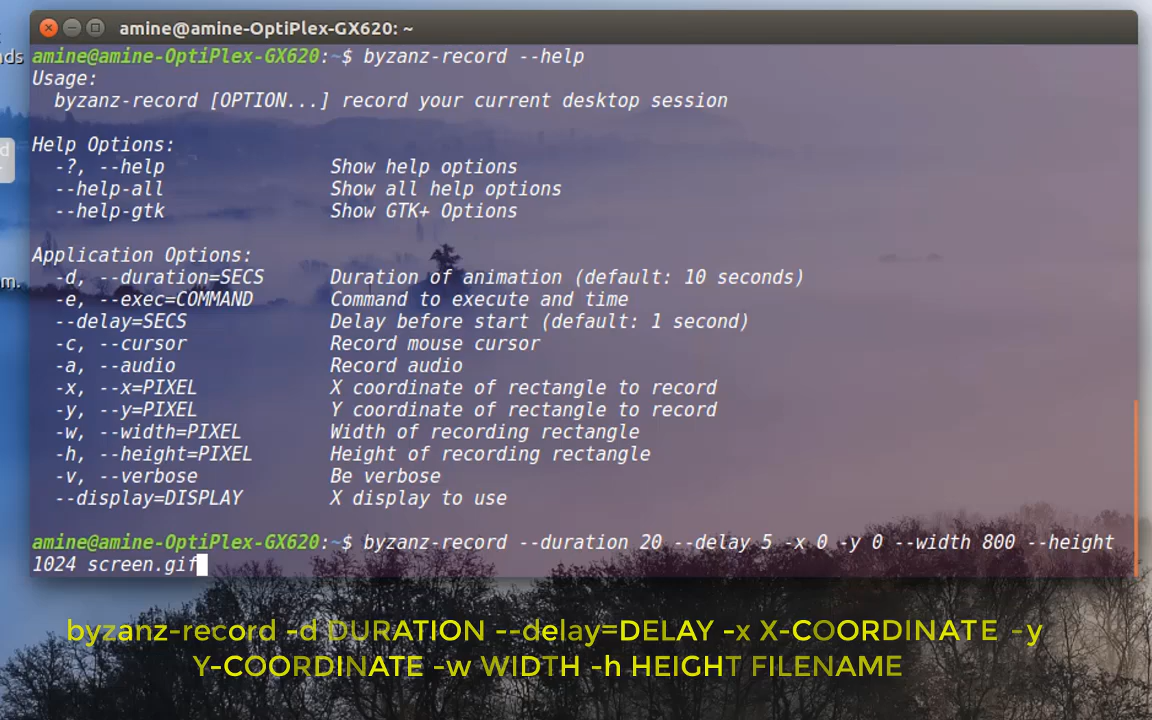 amine@amine-OptiPlex-GX620: ~
nds
amine@amine-OptiPlex-GX620:~$ byzanz-record --help
Usage:
byzanz-record [OPTION...] record your current desktop session
d
Help Options:
-?, --help Show help options
--help-all Show all help options
--help-gtk Show GTK+ Options
Application Options:
-d, --duration=SECS Duration of animation (default: 10 seconds)
m.
-e, --exec=COMMAND Command to execute and time
--delay=SECS Delay before start (default: 1 second)
-c, --cursor Record mouse cursor
-a, --audio Record audio
-x, --x=PIXEL X coordinate of rectangle to record
-y, --y=PIXEL Y coordinate of rectangle to record
-w, --width=PIXEL Width of recording rectangle
-h, --height=PIXEL Height of recording rectangle
-v, --verbose Be verbose
--display=DISPLAY X display to use
amine@amine-OptiPlex-GX620:~$ byzanz-record --duration 20 --delay 5 -x 0 -y 0 --width 800 --height
1024 screen.gif
byzanz-record -d DURATION --delay=DELAY -x X-COORDINATE -y
Y-COORDINATE -w WIDTH -h HEIGHT FILENAME